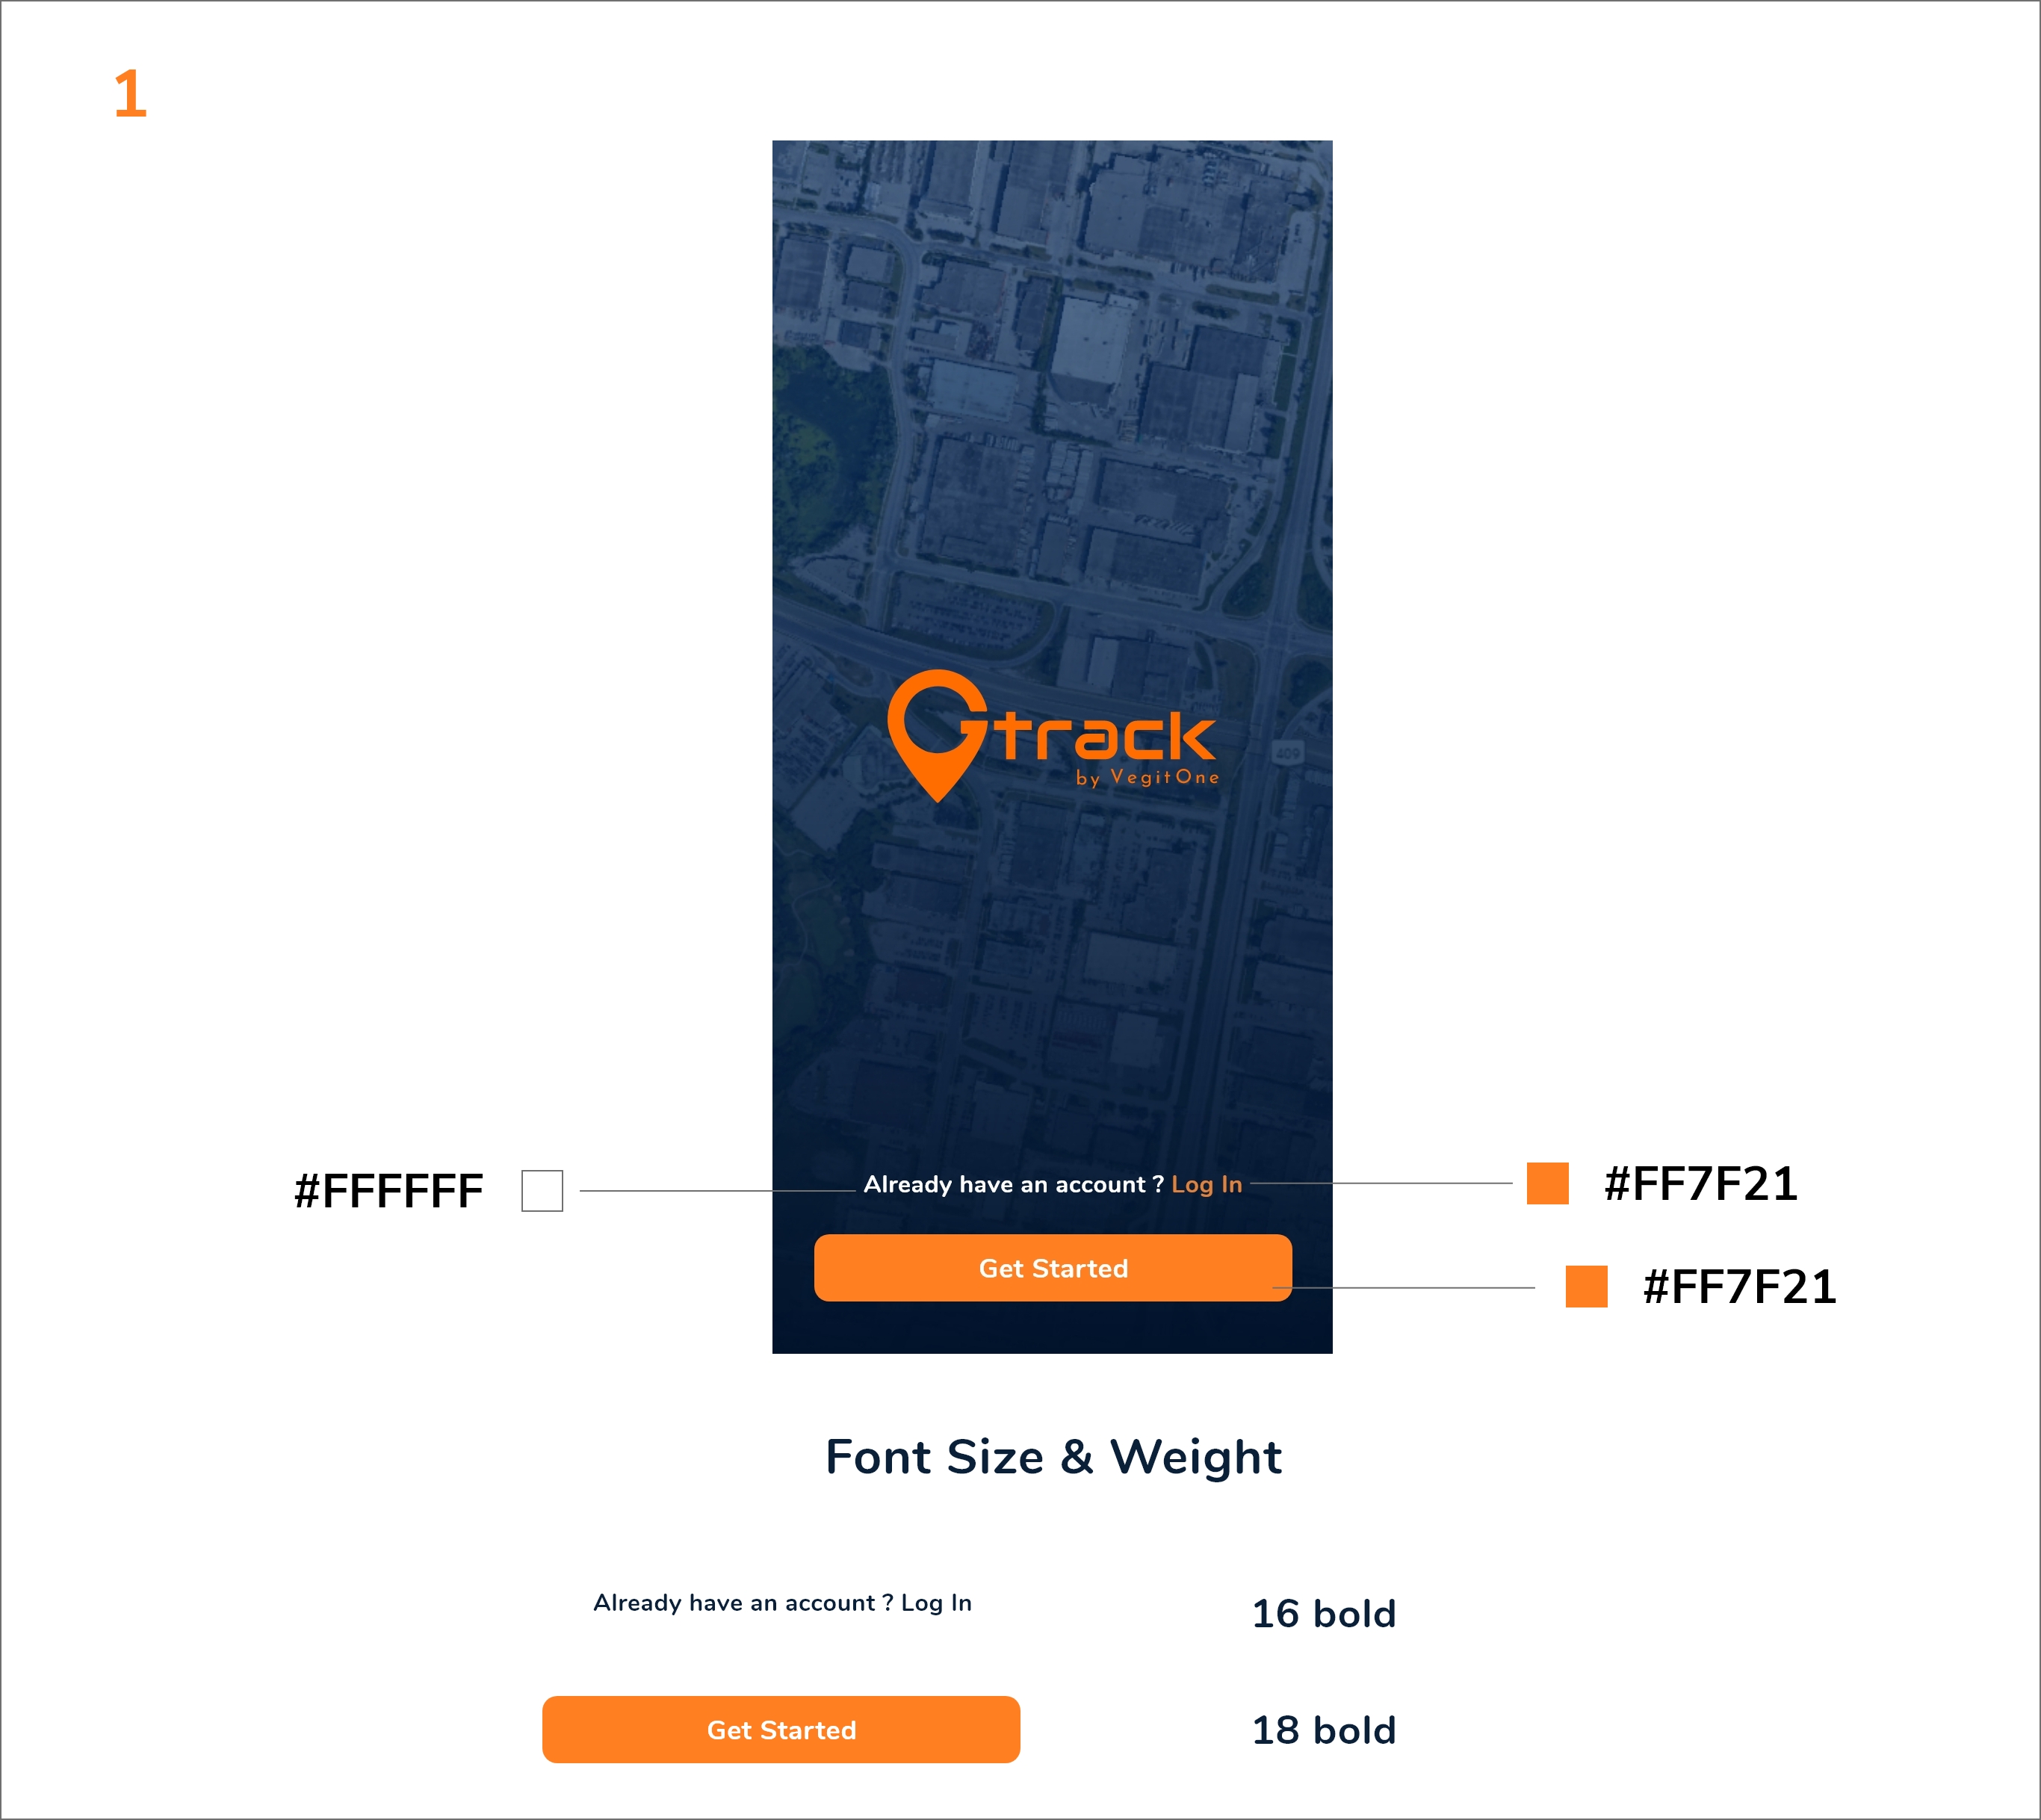 1
Gtrack
by VegitOne
409
#FFFFFF
Already have an account ? Log In
#FF7F21
Get Started
#FF7F21
Font Size & Weight
Already have an account ? Log In
16 bold
Get Started
18 bold